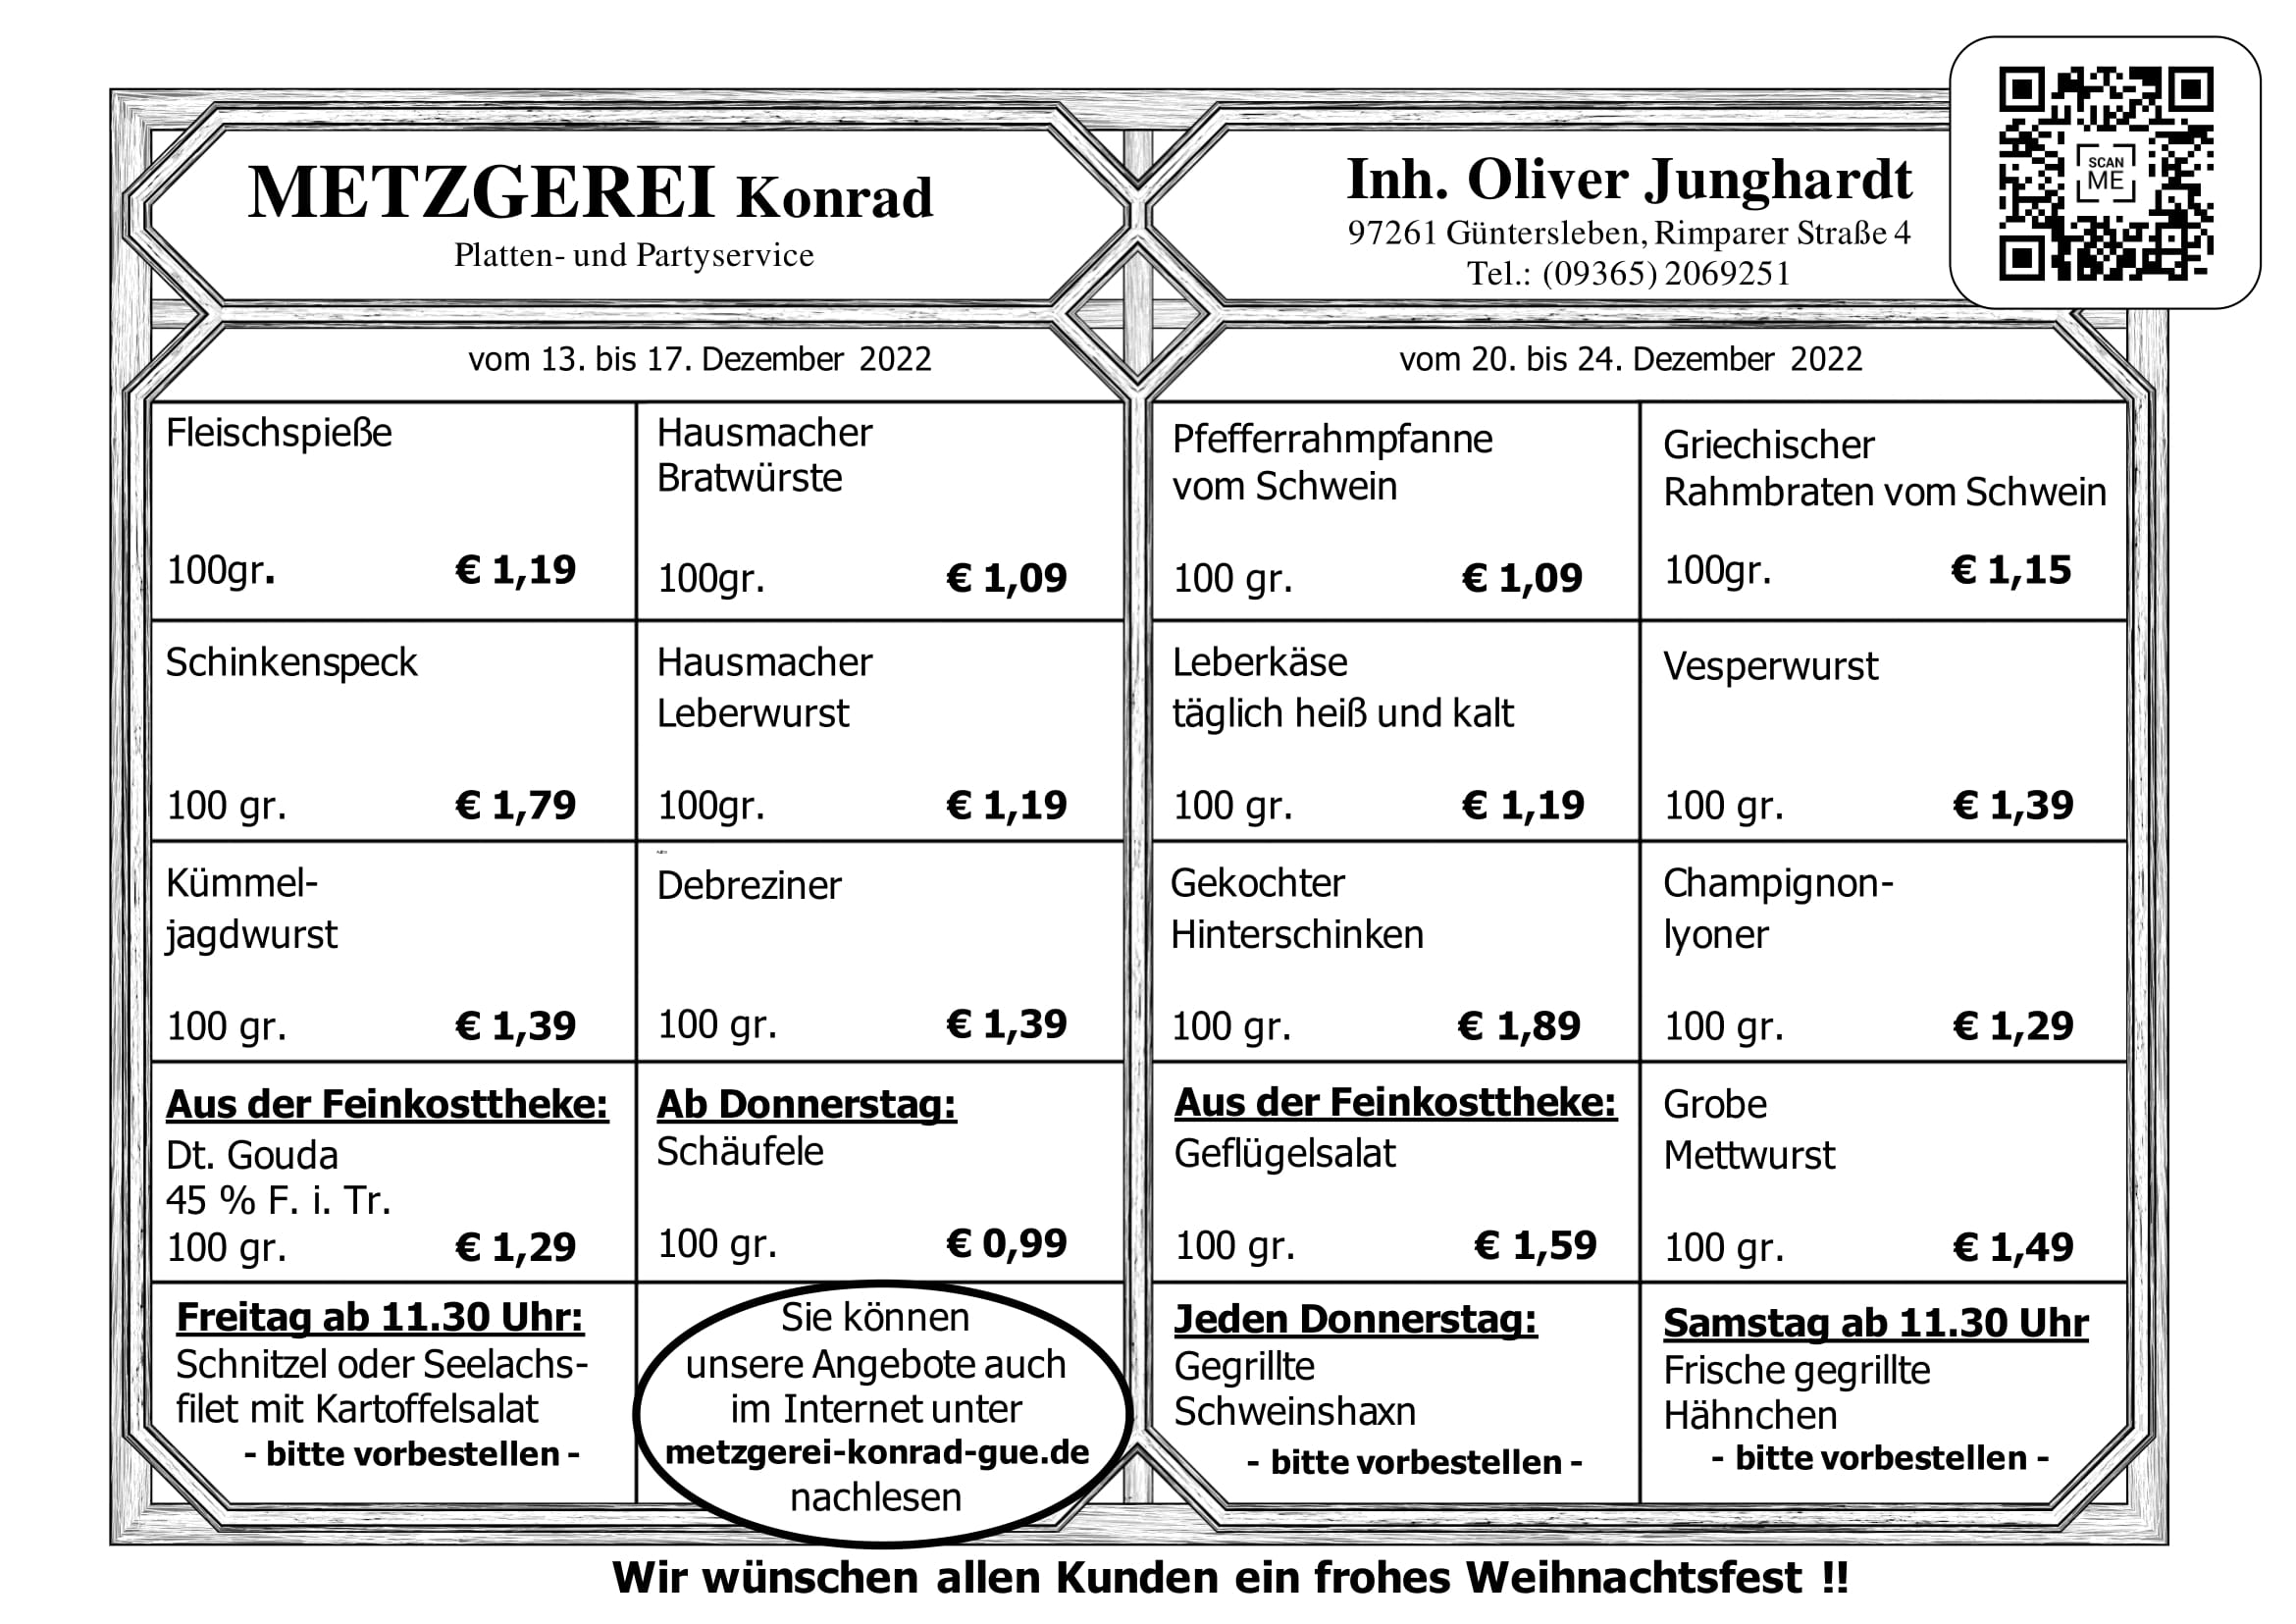 METZGEREI Konrad
Platten- und Partyservice
Inh. Oliver Junghardt
97261 Güntersleben, Rimparer Straße 4
Tel.: (09365) 2069251
SCAN
ME
vom 13. bis 17. Dezember 2022
Fleischspieße
100gr. € 1,19
Hausmacher
Bratwürste
100gr. € 1,09
Schinkenspeck
100 gr. € 1,79
Hausmacher
Leberwurst
100gr. € 1,19
Kümmel-
jagdwurst
100 gr. € 1,39
Debreziner
100 gr. € 1,39
Aus der Feinkosttheke:
Dt. Gouda
45 % F. i. Tr.
100 gr. € 1,29
Ab Donnerstag:
Schäufele
100 gr. € 0,99
Freitag ab 11.30 Uhr:
Schnitzel oder Seelachs-
filet mit Kartoffelsalat
- bitte vorbestellen -
Sie können
unsere Angebote auch
im Internet unter
metzgerei-konrad-gue.de
nachlesen
vom 20. bis 24. Dezember 2022
Pfefferrahmpfanne
vom Schwein
100 gr. € 1,09
Griechischer
Rahmbraten vom Schwein
100gr. € 1,15
Leberkäse
täglich heiß und kalt
100 gr. € 1,19
Vesperwurst
100 gr. € 1,39
Gekochter
Hinterschinken
100 gr. € 1,89
Champignon-
lyoner
100 gr. € 1,29
Aus der Feinkosttheke:
Geflügelsalat
100 gr. € 1,59
Grobe
Mettwurst
100 gr. € 1,49
Jeden Donnerstag:
Gegrillte
Schweinshaxn
- bitte vorbestellen -
Samstag ab 11.30 Uhr
Frische gegrillte
Hähnchen
- bitte vorbestellen -
Wir wünschen allen Kunden ein frohes Weihnachtsfest !!